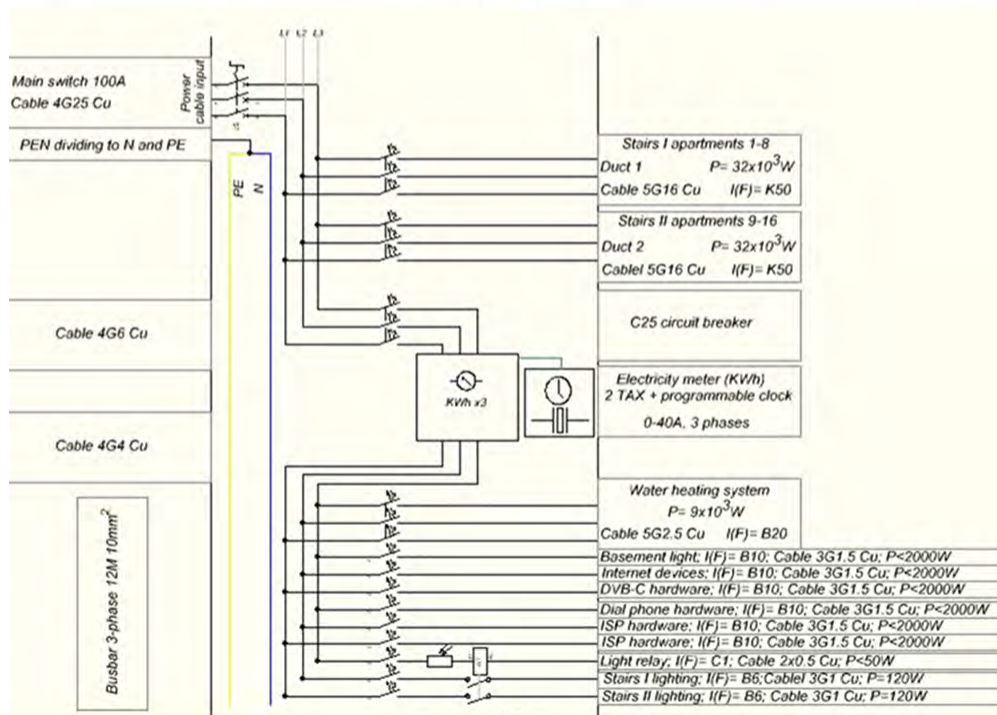 L1 L2 L3
Main switch 100A
Cable 4G25 Cu
Power
cable input
PEN dividing to N and PE
PE
N
Stairs I apartments 1-8
Duct 1 P= 32x10³W
Cable 5G16 Cu I(F)= K50
Stairs II apartments 9-16
Duct 2 P= 32x10³W
Cablel 5G16 Cu I(F)= K50
Cable 4G6 Cu
C25 circuit breaker
KWh x3
Electricity meter (KWh)
2 TAX + programmable clock
0-40A, 3 phases
Cable 4G4 Cu
Busbar 3-phase 12M 10mm²
Water heating system
P= 9x10³W
Cable 5G2.5 Cu I(F)= B20
Basement light; I(F)= B10; Cable 3G1.5 Cu; P<2000W
Internet devices; I(F)= B10; Cable 3G1.5 Cu; P<2000W
DVB-C hardware; I(F)= B10; Cable 3G1.5 Cu; P<2000W
Dial phone hardware; I(F)= B10; Cable 3G1.5 Cu; P<2000W
ISP hardware; I(F)= B10; Cable 3G1.5 Cu; P<2000W
ISP hardware; I(F)= B10; Cable 3G1.5 Cu; P<2000W
Light relay; I(F)= C1; Cable 2x0.5 Cu; P<50W
Stairs I lighting; I(F)= B6;Cablel 3G1 Cu; P=120W
Stairs II lighting; I(F)= B6; Cable 3G1 Cu; P=120W